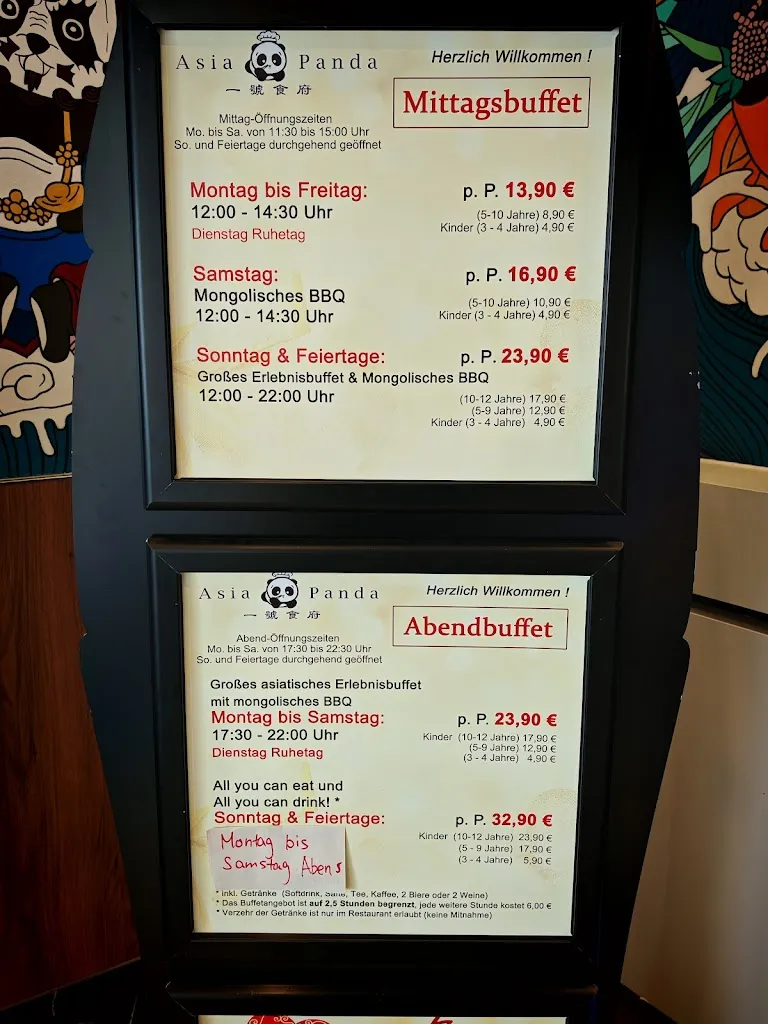 Asia Panda
一號食府
Herzlich Willkommen !
Mittagsbuffet
Mittag-Öffnungszeiten
Mo. bis Sa. von 11:30 bis 15:00 Uhr
So. und Feiertage durchgehend geöffnet
Montag bis Freitag: p. P. 13,90 €
12:00 - 14:30 Uhr (5-10 Jahre) 8,90 €
Kinder (3 - 4 Jahre) 4,90 €
Dienstag Ruhetag
Samstag: p. P. 16,90 €
Mongolisches BBQ (5-10 Jahre) 10,90 €
12:00 - 14:30 Uhr Kinder (3 - 4 Jahre) 4,90 €
Sonntag & Feiertage: p. P. 23,90 €
Großes Erlebnisbuffet & Mongolisches BBQ
12:00 - 22:00 Uhr (10-12 Jahre) 17,90 €
(5-9 Jahre) 12,90 €
Kinder (3 - 4 Jahre) 4,90 €
Asia Panda
一號食府
Herzlich Willkommen !
Abendbuffet
Abend-Öffnungszeiten
Mo. bis Sa. von 17:30 bis 22:30 Uhr
So. und Feiertage durchgehend geöffnet
Großes asiatisches Erlebnisbuffet
mit mongolisches BBQ
Montag bis Samstag: p. P. 23,90 €
17:30 - 22:00 Uhr Kinder (10-12 Jahre) 17,90 €
(5-9 Jahre) 12,90 €
Dienstag Ruhetag (3 - 4 Jahre) 4,90 €
All you can eat und
All you can drink! *
Sonntag & Feiertage: p. P. 32,90 €
Kinder (10-12 Jahre) 23,90 €
(5 - 9 Jahre) 17,90 €
(3 - 4 Jahre) 5,90 €
Montag bis
Samstag Abens
* inkl. Getränke (Softdrink, Säfte, Tee, Kaffee, 2 Biere oder 2 Weine)
* Das Buffetangebot ist auf 2,5 Stunden begrenzt, jede weitere Stunde kostet 6,00 €
* Verzehr der Getränke ist nur im Restaurant erlaubt (keine Mitnahme)